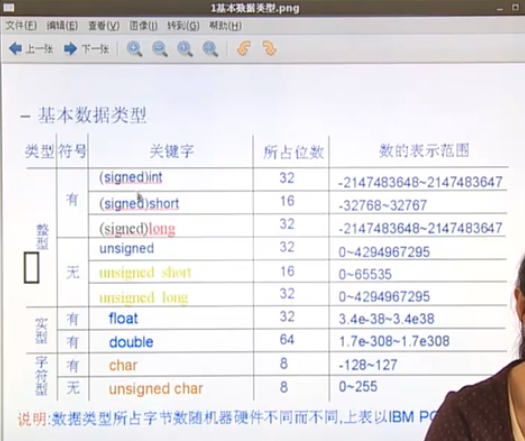 1基本数据类型.png
文件(F) 编辑(E) 查看(V) 图像(I) 转到(G) 帮助(H)
上一张 下一张
– 基本数据类型
类型 符号 关键字 所占位数 数的表示范围
整型 有 (signed)int 32 -2147483648~2147483647
(signed)short 16 -32768~32767
(signed)long 32 -2147483648~2147483647
无 unsigned 32 0~4294967295
unsigned short 16 0~65535
unsigned long 32 0~4294967295
实型 有 float 32 3.4e-38~3.4e38
有 double 64 1.7e-308~1.7e308
字符型 有 char 8 -128~127
无 unsigned char 8 0~255
说明:数据类型所占字节数随机器硬件不同而不同,上表以IBM PC